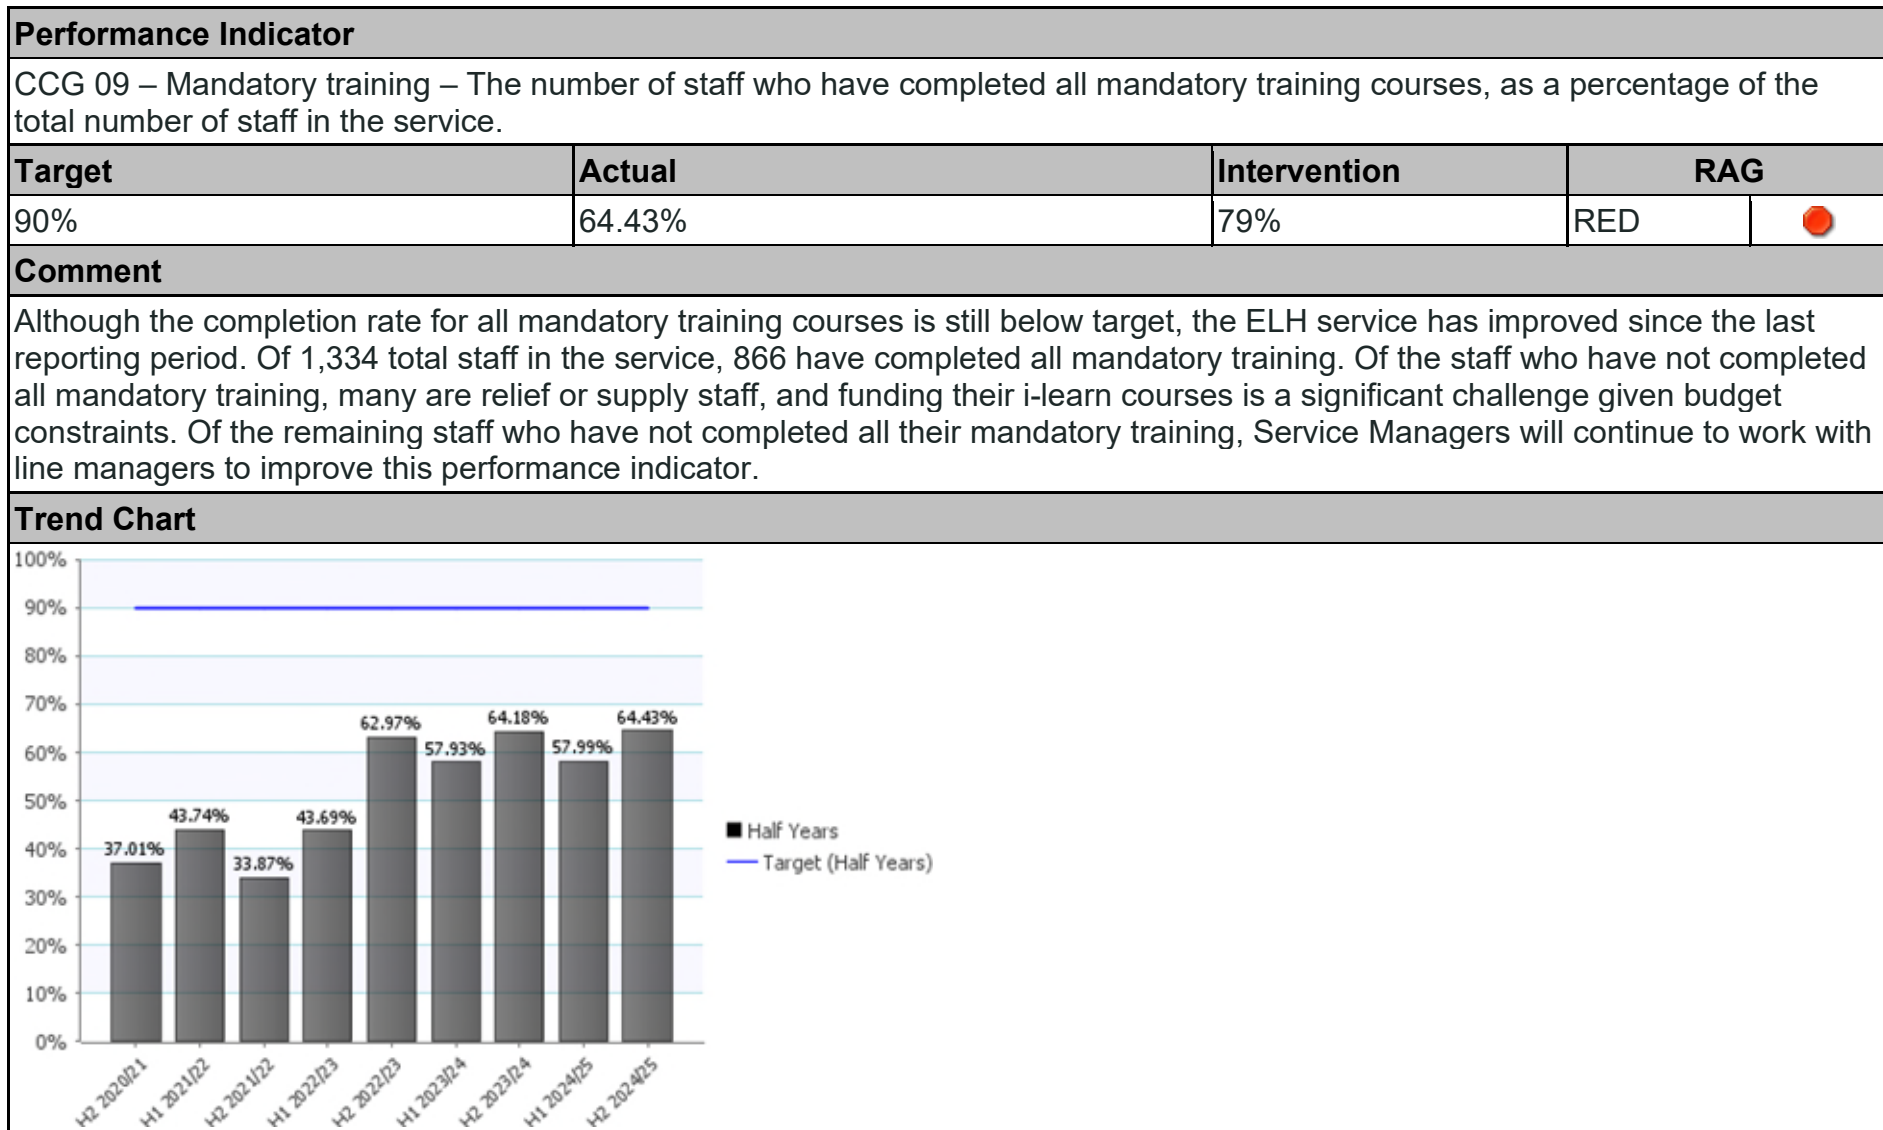 Performance Indicator
CCG 09 – Mandatory training – The number of staff who have completed all mandatory training courses, as a percentage of the
total number of staff in the service.
Target Actual Intervention RAG
90% 64.43% 79% RED
Comment
Although the completion rate for all mandatory training courses is still below target, the ELH service has improved since the last
reporting period. Of 1,334 total staff in the service, 866 have completed all mandatory training. Of the staff who have not completed
all mandatory training, many are relief or supply staff, and funding their i-learn courses is a significant challenge given budget
constraints. Of the remaining staff who have not completed all their mandatory training, Service Managers will continue to work with
line managers to improve this performance indicator.
Trend Chart
100%
90%
80%
70%
60%
50%
40%
30%
20%
10%
0%
37.01%
43.74%
33.87%
43.69%
62.97%
57.93%
64.18%
57.99%
64.43%
H2 2020/21
H1 2021/22
H2 2021/22
H1 2022/23
H2 2022/23
H1 2023/24
H2 2023/24
H1 2024/25
H2 2024/25
Half Years
Target (Half Years)